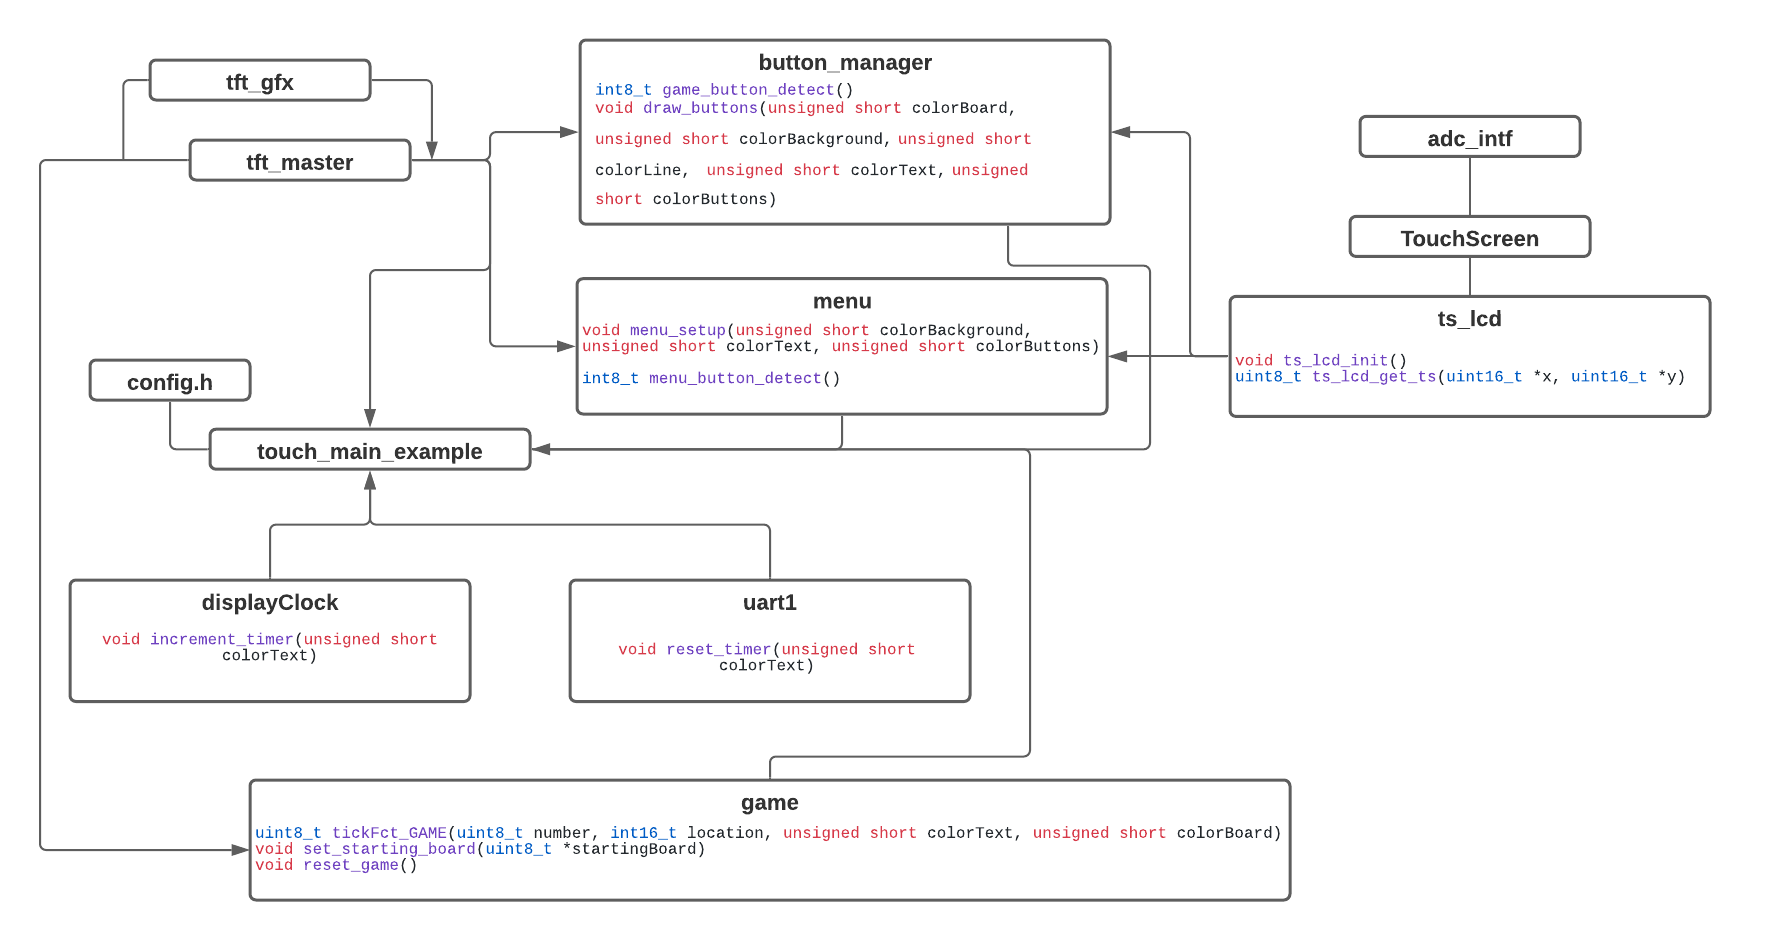 tft_gfx
tft_master
button_manager
int8_t game_button_detect()
void draw_buttons(unsigned short colorBoard,
unsigned short colorBackground, unsigned short
colorLine, unsigned short colorText, unsigned
short colorButtons)
adc_intf
TouchScreen
ts_lcd
void ts_lcd_init()
uint8_t ts_lcd_get_ts(uint16_t *x, uint16_t *y)
menu
void menu_setup(unsigned short colorBackground,
unsigned short colorText, unsigned short colorButtons)
int8_t menu_button_detect()
config.h
touch_main_example
displayClock
void increment_timer(unsigned short
colorText)
uart1
void reset_timer(unsigned short
colorText)
game
uint8_t tickFct_GAME(uint8_t number, int16_t location, unsigned short colorText, unsigned short colorBoard)
void set_starting_board(uint8_t *startingBoard)
void reset_game()